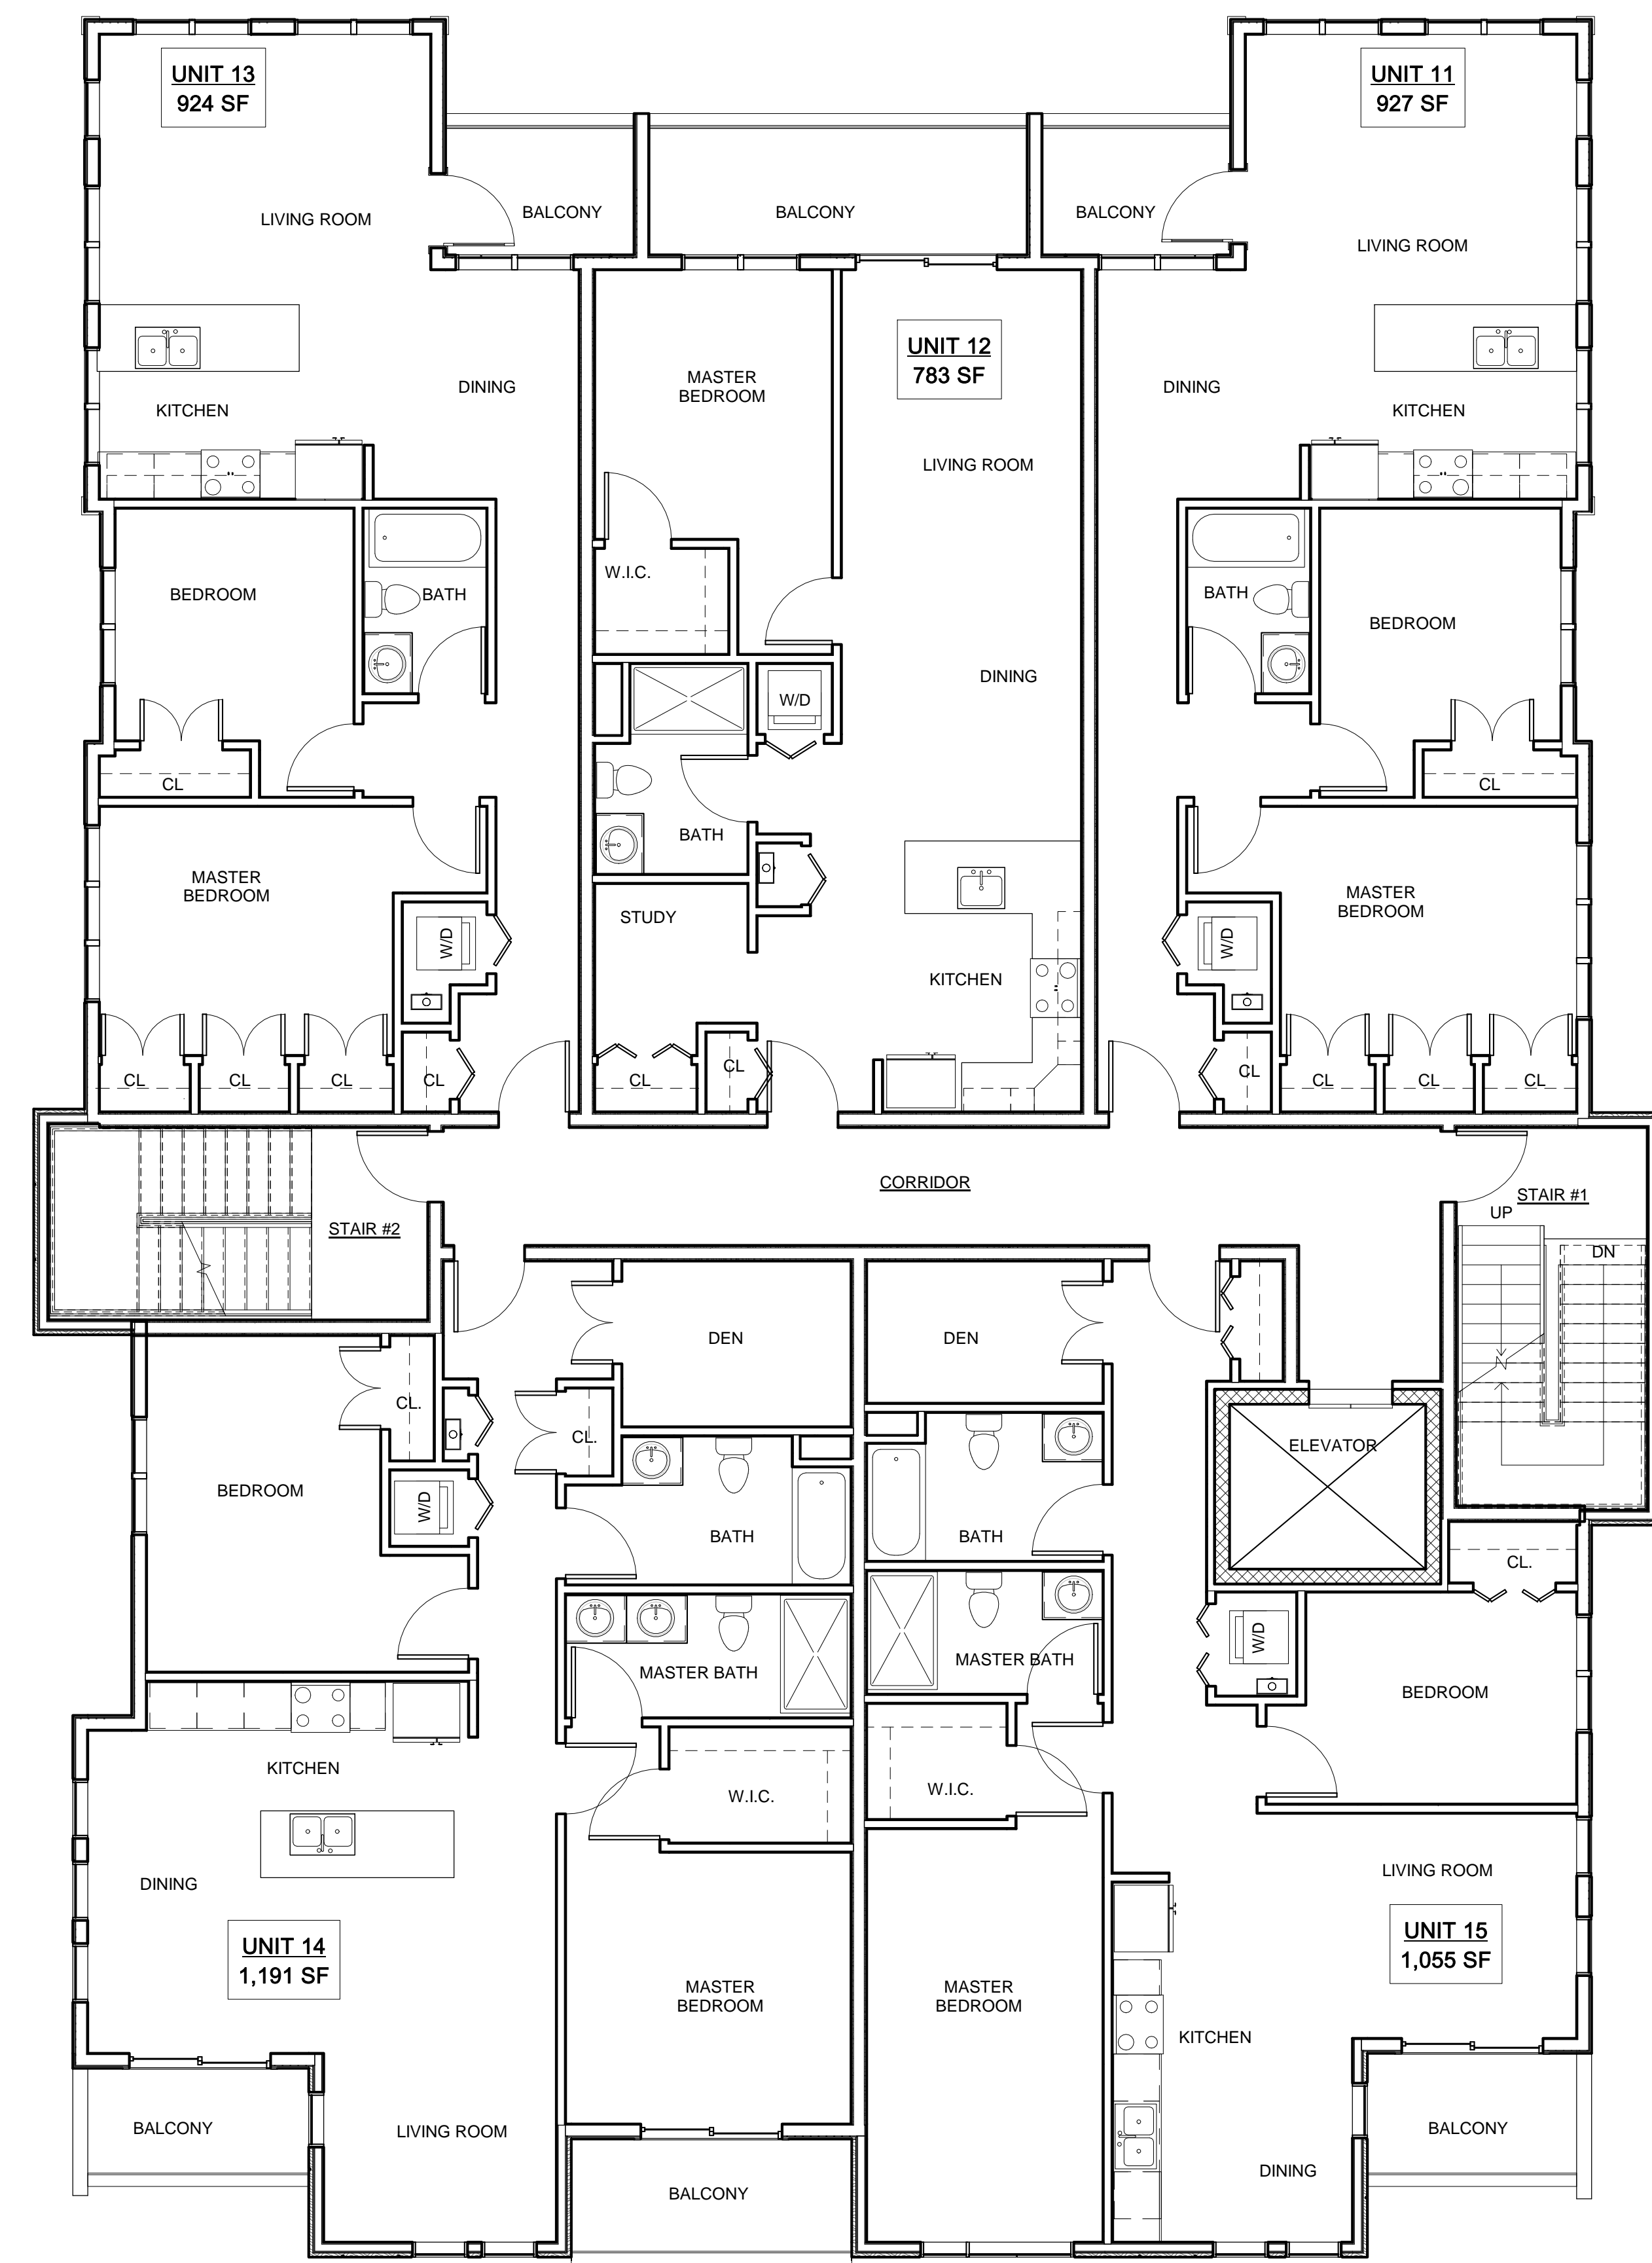 UNIT 13
924 SF
UNIT 11
927 SF
LIVING ROOM
BALCONY
BALCONY
BALCONY
LIVING ROOM
UNIT 12
783 SF
MASTER
BEDROOM
DINING
DINING
KITCHEN
KITCHEN
LIVING ROOM
W.I.C.
BEDROOM
BATH
BATH
BEDROOM
DINING
W/D
CL
CL
BATH
MASTER
BEDROOM
MASTER
BEDROOM
STUDY
W/D
W/D
KITCHEN
CL
CL
CL
CL
CL
CL
CL
CL
CL
CL
CORRIDOR
STAIR #2
STAIR #1
UP
DN
DEN
DEN
CL.
CL.
ELEVATOR
BEDROOM
W/D
BATH
BATH
CL.
MASTER BATH
MASTER BATH
W/D
BEDROOM
KITCHEN
W.I.C.
W.I.C.
DINING
LIVING ROOM
UNIT 14
1,191 SF
UNIT 15
1,055 SF
MASTER
BEDROOM
MASTER
BEDROOM
KITCHEN
BALCONY
LIVING ROOM
BALCONY
DINING
BALCONY